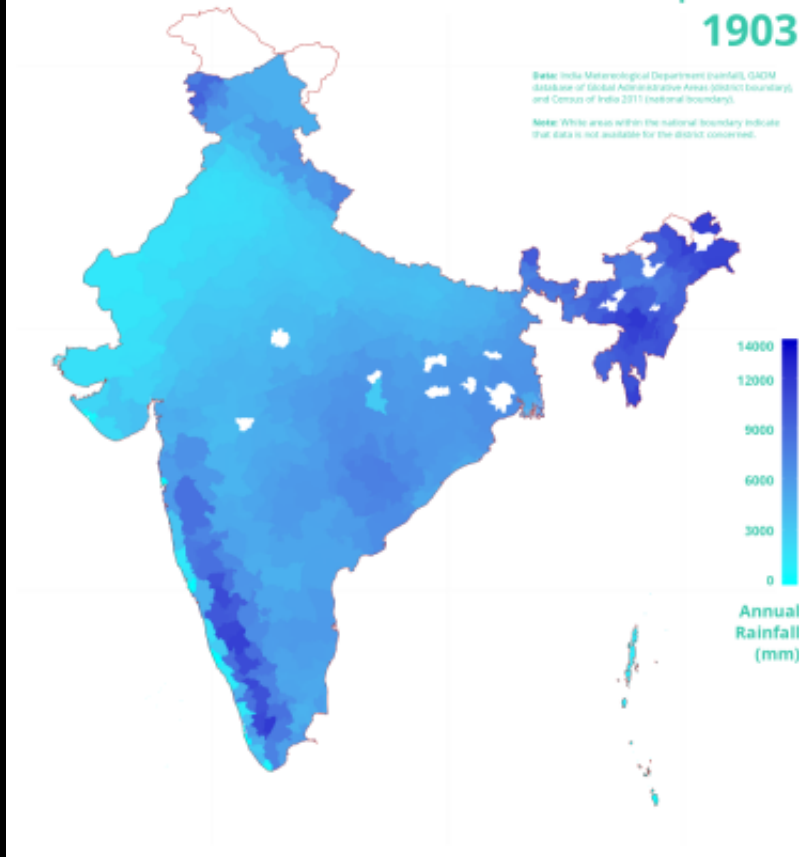 1903
Data: India Metereological Department (rainfall), GADM
database of Global Administrative Areas (district boundary),
and Census of India 2011 (national boundary).
Note: White areas within the national boundary indicate
that data is not available for the district concerned.
14000
12000
9000
6000
3000
0
Annual
Rainfall
(mm)